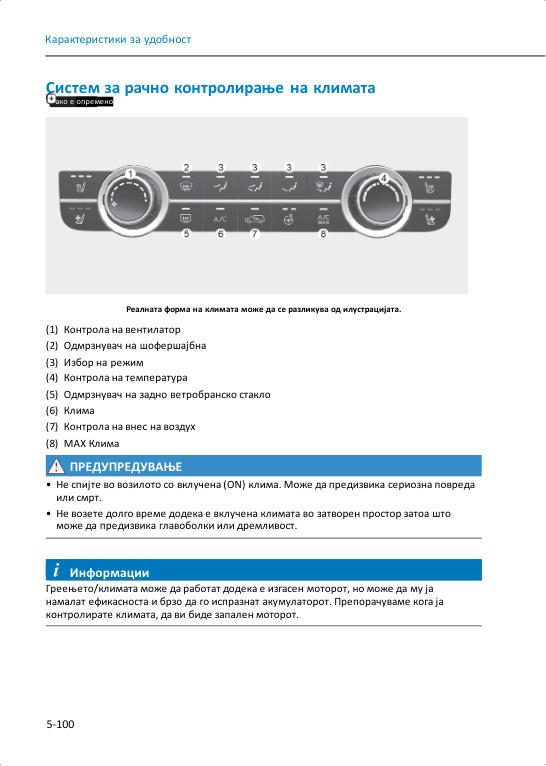 Карактеристики за удобност
Систем за рачно контролирање на климата
ако е опремено
1
2
3
3
3
3
4
A/C
A/C
MAX
5
6
7
8
Реалната форма на климата може да се разликува од илустрацијата.
(1) Контрола на вентилатор
(2) Одмрзнувач на шофершајбна
(3) Избор на режим
(4) Контрола на температура
(5) Одмрзнувач на задно ветробранско стакло
(6) Клима
(7) Контрола на внес на воздух
(8) MAX Клима
ПРЕДУПРЕДУВАЊЕ
• Не спијте во возилото со вклучена (ON) клима. Може да предизвика сериозна повреда
или смрт.
• Не возете долго време додека е вклучена климата во затворен простор затоа што
може да предизвика главоболки или дремливост.
i Информации
Греењето/климата може да работат додека е изгасен моторот, но може да му ја
намалат ефикасноста и брзо да го испразнат акумулаторот. Препорачуваме кога ја
контролирате климата, да ви биде запален моторот.
5-100